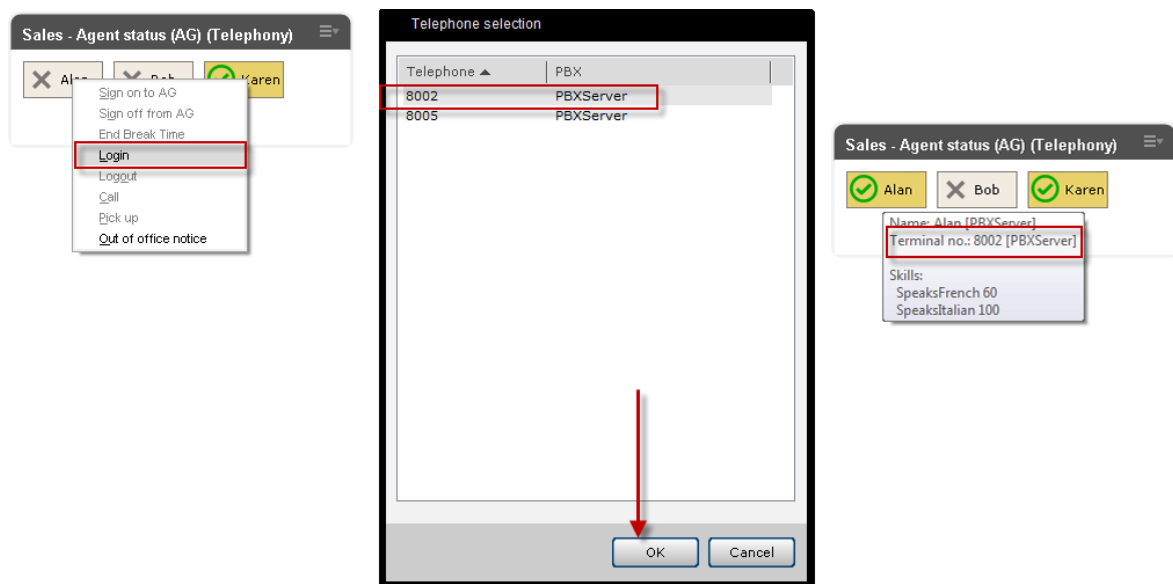 Sales - Agent status (AG) (Telephony)
Karen
Sign on to AG
Sign off from AG
End Break Time
Login
Logout
Call
Pick up
Out of office notice
Telephone selection
Telephone PBX
8002 PBXServer
8005 PBXServer
OK Cancel
Sales - Agent status (AG) (Telephony)
Alan Bob Karen
Name: Alan [PBXServer]
Terminal no.: 8002 [PBXServer]
Skills:
SpeaksFrench 60
SpeaksItalian 100